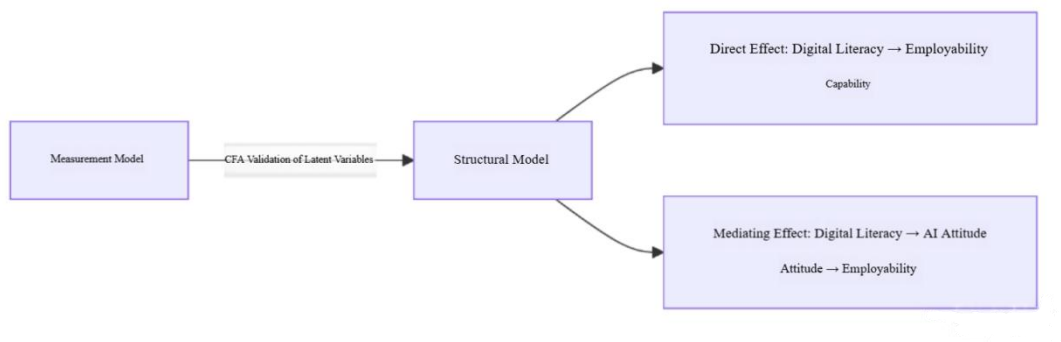 Measurement Model
CFA Validation of Latent Variables
Structural Model
Direct Effect: Digital Literacy → Employability
Capability
Mediating Effect: Digital Literacy → AI Attitude
Attitude → Employability